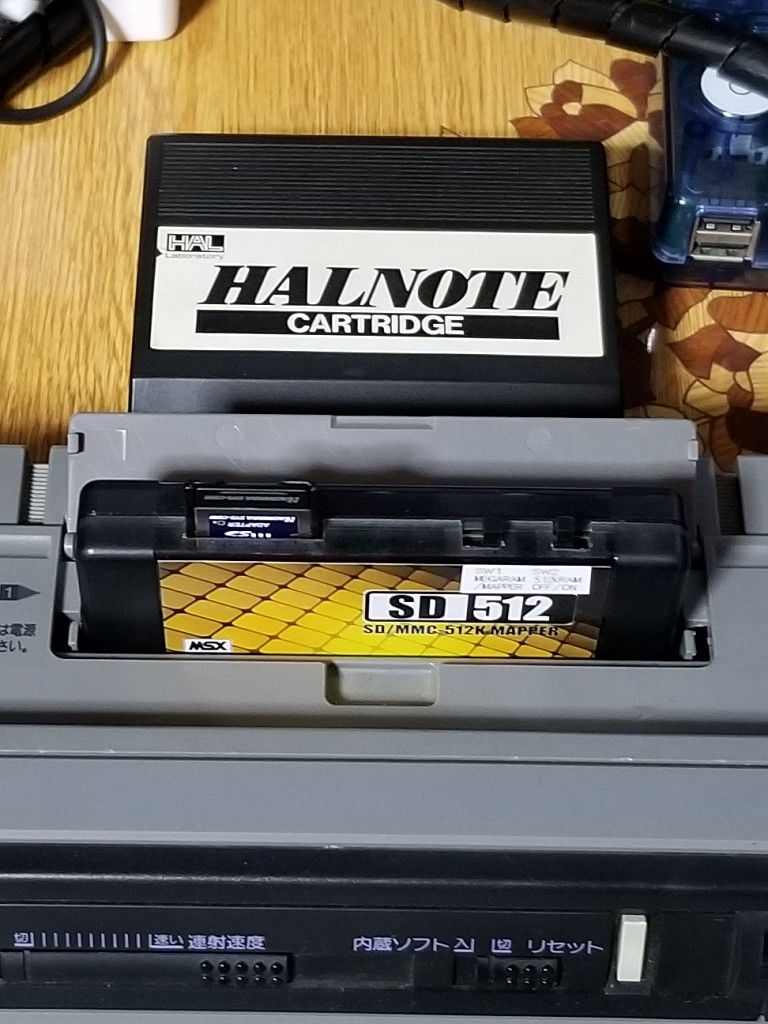 HAL
Laboratory
HALNOTE
CARTRIDGE
ADAPTER
SW1 SW2
MEGARAM 512KRAM
/MAPPER OFF/ON
SD 512
SD/MMC-512K MAPPER
MSX
1
は電源
さい。
切 速い 連射速度
内蔵ソフト 入 切 リセット